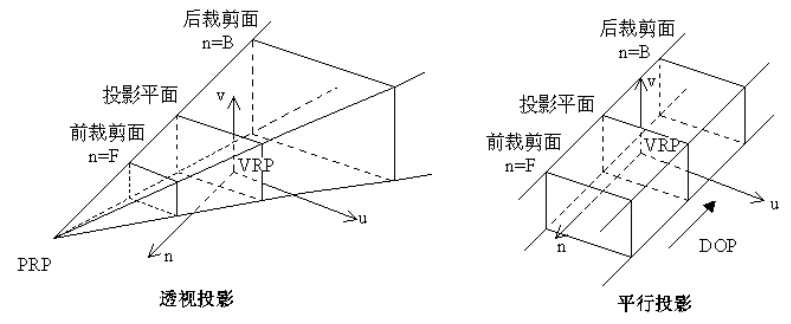 后裁剪面
n=B
投影平面
v
前裁剪面
n=F
VRP
u
n
PRP
透视投影
后裁剪面
n=B
v
投影平面
前裁剪面
n=F
VRP
u
n
DOP
平行投影